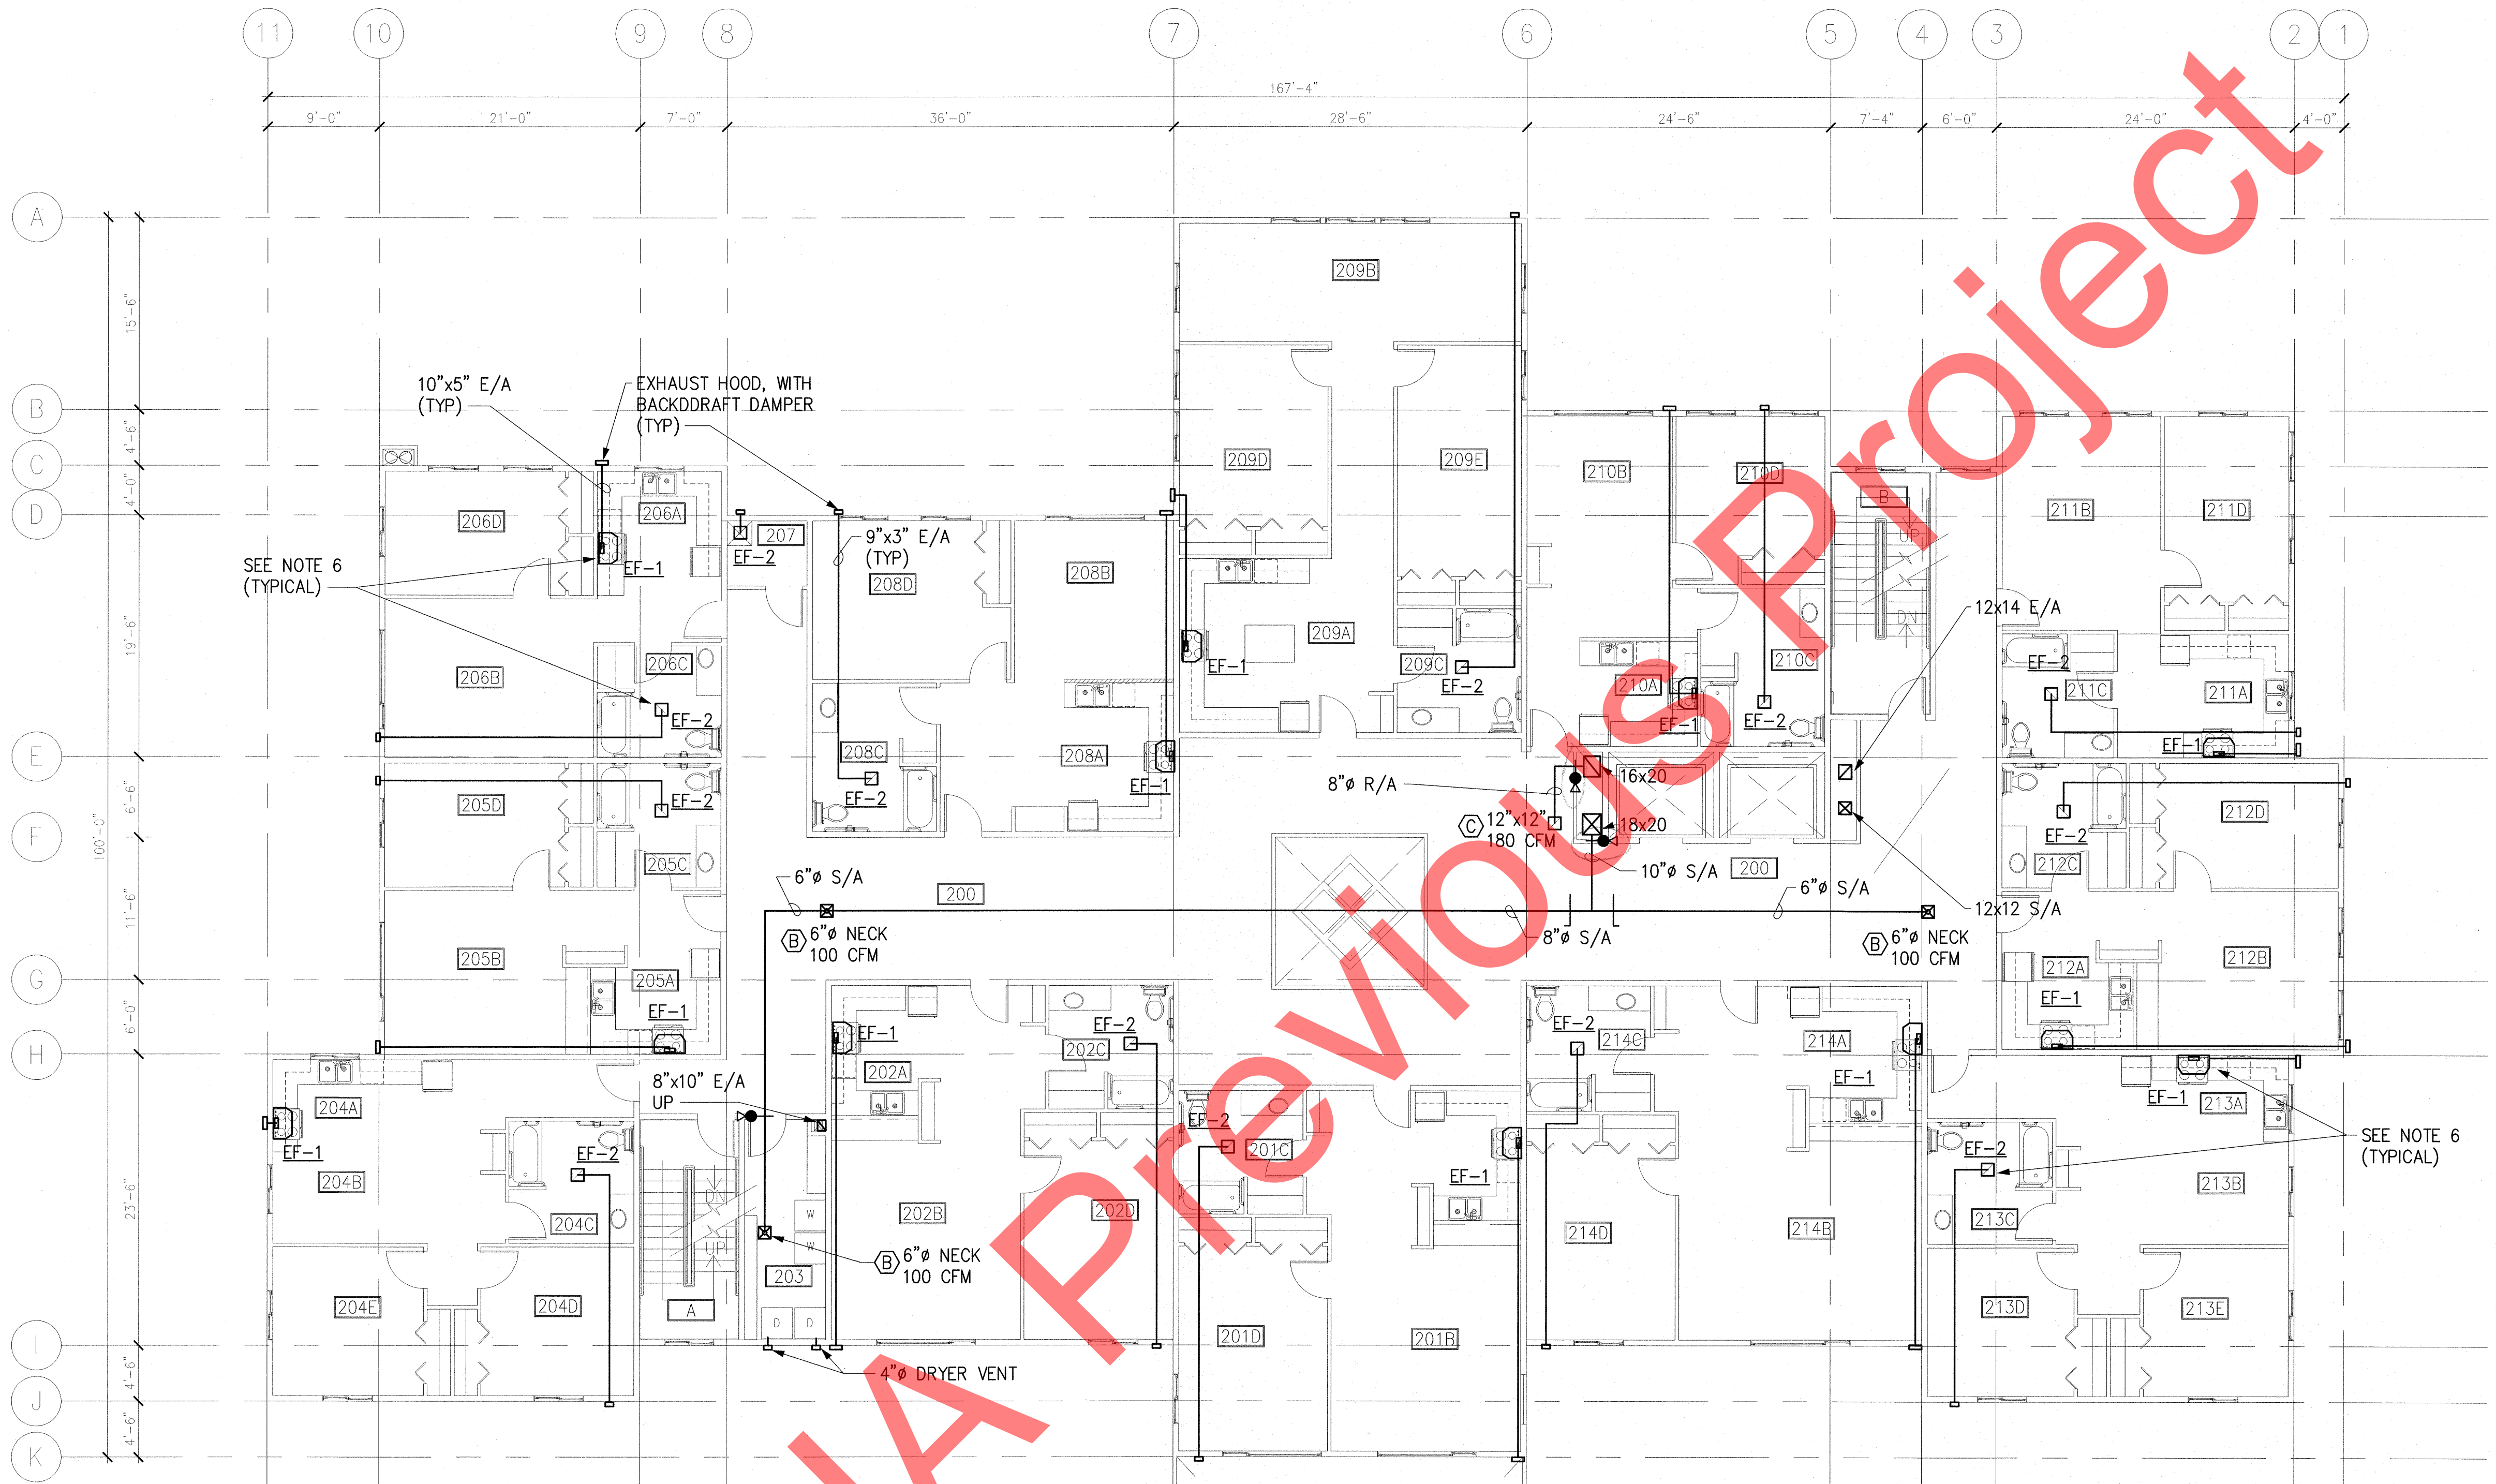 11 10 9 8 7 6 5 4 3 2 1
167'-4"
9'-0" 21'-0" 7'-0" 36'-0" 28'-6" 24'-6" 7'-4" 6'-0" 24'-0" 4'-0"
A
B
C
D
E
F
G
H
I
J
K
100'-0"
15'-6"
4'-6"
4'-0"
19'-6"
6'-6"
11'-6"
6'-0"
23'-6"
4'-6"
4'-6"
10"x5" E/A
(TYP)
EXHAUST HOOD, WITH
BACKDDRAFT DAMPER
(TYP)
SEE NOTE 6
(TYPICAL)
206D
206A
EF-1
206B
206C
EF-2
207
EF-2
9"x3" E/A
(TYP)
208D
208B
208C
EF-2
208A
EF-1
209B
209D
209E
209A
EF-1
209C
EF-2
210B
210D
210A
EF-1
210C
EF-2
B
UP
DN
12x14 E/A
12x12 S/A
211B
211D
EF-2
211C
211A
EF-1
8"ø R/A
16x20
C 12"x12"
180 CFM
18x20
10"ø S/A
200
6"ø S/A
8"ø S/A
B 6"ø NECK
100 CFM
205D
EF-2
205C
205B
205A
EF-1
6"ø S/A
200
B 6"ø NECK
100 CFM
212D
EF-2
212C
212A
EF-1
212B
204A
EF-1
204B
EF-2
204C
204E
204D
8"x10" E/A
UP
DN
UP
A
W
W
203
D
D
B 6"ø NECK
100 CFM
4"ø DRYER VENT
EF-1
202A
EF-2
202C
202B
202D
EF-2
201C
EF-1
201D
201B
EF-2
214C
214A
EF-1
214D
214B
EF-1
213A
EF-2
213B
213C
213D
213E
SEE NOTE 6
(TYPICAL)
A Previous Project